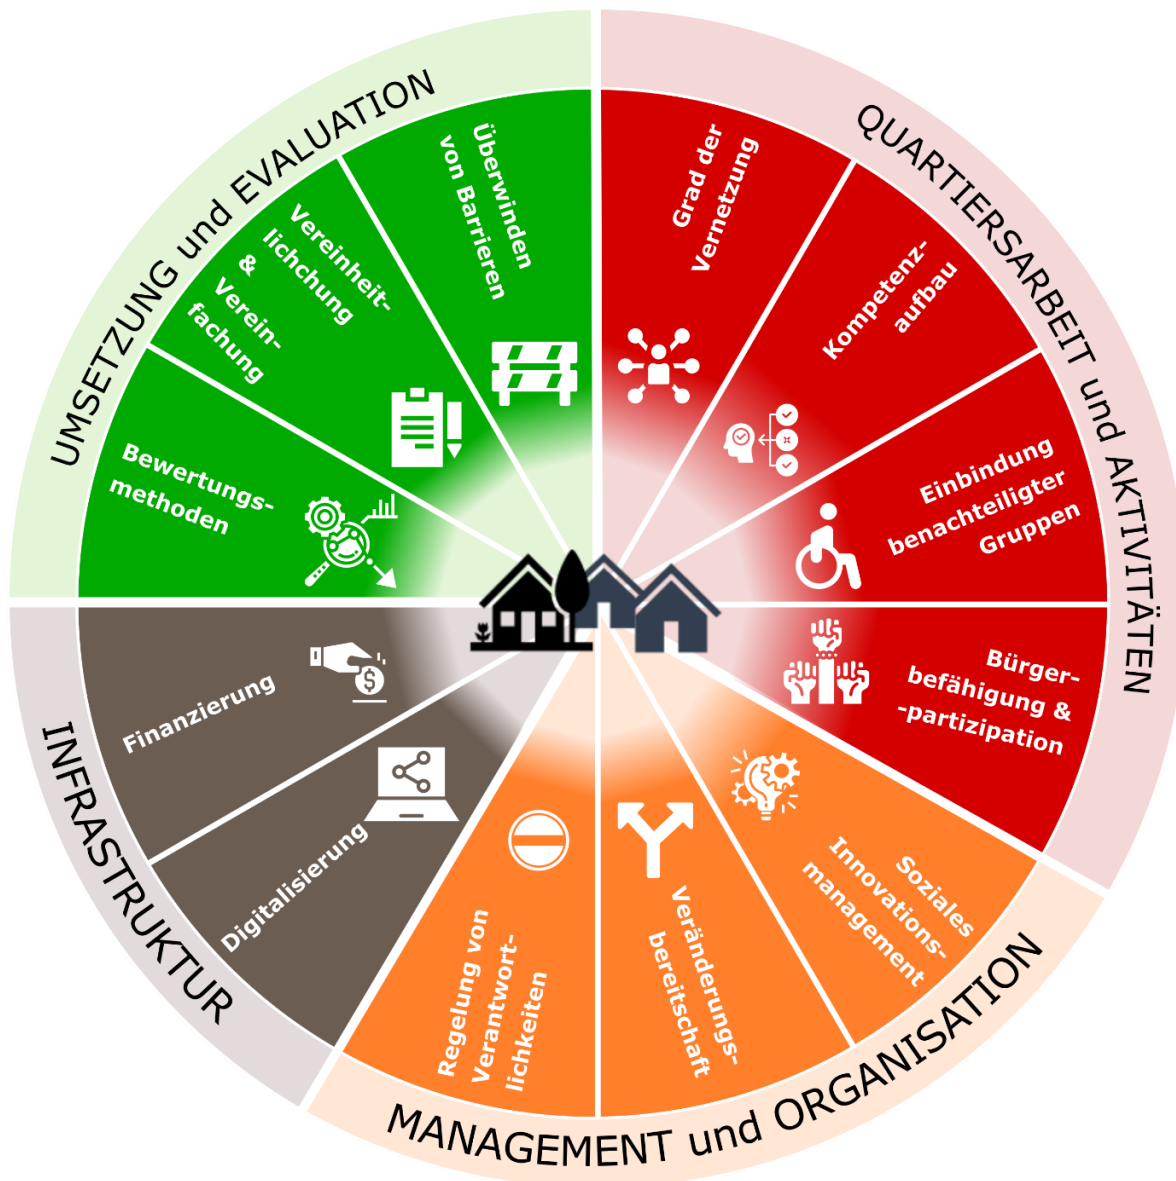 QUARTIERSARBEIT und AKTIVITÄTEN
Grad der
Vernetzung
Kompetenz-
aufbau
Einbindung
benachteiligter
Gruppen
Bürger-
befähigung &
-partizipation
MANAGEMENT und ORGANISATION
Soziales
Innovations-
management
Veränderungs-
bereitschaft
Regelung von
Verantwort-
lichkeiten
INFRASTRUKTUR
Digitalisierung
Finanzierung
$
UMSETZUNG und EVALUATION
Bewertungs-
methoden
Vereinheit-
lichchung
&
Verein-
fachung
Überwinden
von Barrieren